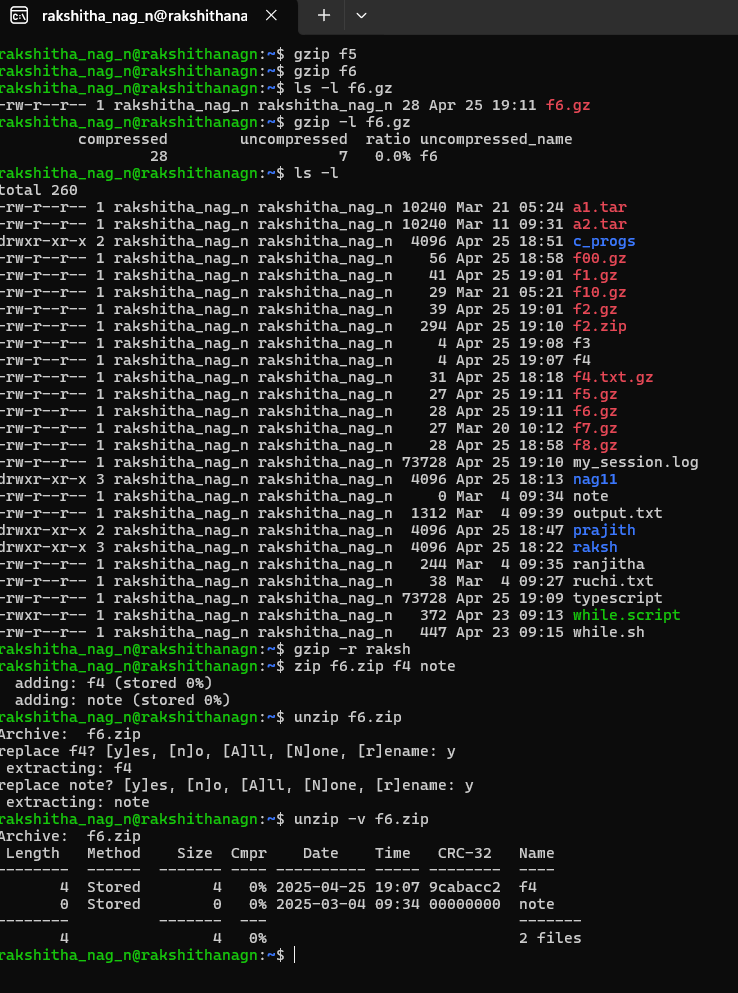 rakshitha_nag_n@rakshithana
rakshitha_nag_n@rakshithanagn:~$ gzip f5
rakshitha_nag_n@rakshithanagn:~$ gzip f6
rakshitha_nag_n@rakshithanagn:~$ ls -l f6.gz
-rw-r--r-- 1 rakshitha_nag_n rakshitha_nag_n 28 Apr 25 19:11 f6.gz
rakshitha_nag_n@rakshithanagn:~$ gzip -l f6.gz
         compressed        uncompressed  ratio uncompressed_name
                 28                   7   0.0% f6
rakshitha_nag_n@rakshithanagn:~$ ls -l
total 260
-rw-r--r-- 1 rakshitha_nag_n rakshitha_nag_n 10240 Mar 21 05:24 a1.tar
-rw-r--r-- 1 rakshitha_nag_n rakshitha_nag_n 10240 Mar 11 09:31 a2.tar
drwxr-xr-x 2 rakshitha_nag_n rakshitha_nag_n  4096 Apr 25 18:51 c_progs
-rw-r--r-- 1 rakshitha_nag_n rakshitha_nag_n    56 Apr 25 18:58 f00.gz
-rw-r--r-- 1 rakshitha_nag_n rakshitha_nag_n    41 Apr 25 19:01 f1.gz
-rw-r--r-- 1 rakshitha_nag_n rakshitha_nag_n    29 Mar 21 05:21 f10.gz
-rw-r--r-- 1 rakshitha_nag_n rakshitha_nag_n    39 Apr 25 19:01 f2.gz
-rw-r--r-- 1 rakshitha_nag_n rakshitha_nag_n   294 Apr 25 19:10 f2.zip
-rw-r--r-- 1 rakshitha_nag_n rakshitha_nag_n     4 Apr 25 19:08 f3
-rw-r--r-- 1 rakshitha_nag_n rakshitha_nag_n     4 Apr 25 19:07 f4
-rw-r--r-- 1 rakshitha_nag_n rakshitha_nag_n    31 Apr 25 18:18 f4.txt.gz
-rw-r--r-- 1 rakshitha_nag_n rakshitha_nag_n    27 Apr 25 19:11 f5.gz
-rw-r--r-- 1 rakshitha_nag_n rakshitha_nag_n    28 Apr 25 19:11 f6.gz
-rw-r--r-- 1 rakshitha_nag_n rakshitha_nag_n    27 Mar 20 10:12 f7.gz
-rw-r--r-- 1 rakshitha_nag_n rakshitha_nag_n    28 Apr 25 18:58 f8.gz
-rw-r--r-- 1 rakshitha_nag_n rakshitha_nag_n 73728 Apr 25 19:10 my_session.log
drwxr-xr-x 3 rakshitha_nag_n rakshitha_nag_n  4096 Apr 25 18:13 nag11
-rw-r--r-- 1 rakshitha_nag_n rakshitha_nag_n     0 Mar  4 09:34 note
-rw-r--r-- 1 rakshitha_nag_n rakshitha_nag_n  1312 Mar  4 09:39 output.txt
drwxr-xr-x 2 rakshitha_nag_n rakshitha_nag_n  4096 Apr 25 18:47 prajith
drwxr-xr-x 3 rakshitha_nag_n rakshitha_nag_n  4096 Apr 25 18:22 raksh
-rw-r--r-- 1 rakshitha_nag_n rakshitha_nag_n   244 Mar  4 09:35 ranjitha
-rw-r--r-- 1 rakshitha_nag_n rakshitha_nag_n    38 Mar  4 09:27 ruchi.txt
-rw-r--r-- 1 rakshitha_nag_n rakshitha_nag_n 73728 Apr 25 19:09 typescript
-rwxr--r-- 1 rakshitha_nag_n rakshitha_nag_n   372 Apr 23 09:13 while.script
-rw-r--r-- 1 rakshitha_nag_n rakshitha_nag_n   447 Apr 23 09:15 while.sh
rakshitha_nag_n@rakshithanagn:~$ gzip -r raksh
rakshitha_nag_n@rakshithanagn:~$ zip f6.zip f4 note
  adding: f4 (stored 0%)
  adding: note (stored 0%)
rakshitha_nag_n@rakshithanagn:~$ unzip f6.zip
Archive:  f6.zip
replace f4? [y]es, [n]o, [A]ll, [N]one, [r]ename: y
 extracting: f4
replace note? [y]es, [n]o, [A]ll, [N]one, [r]ename: y
 extracting: note
rakshitha_nag_n@rakshithanagn:~$ unzip -v f6.zip
Archive:  f6.zip
 Length   Method    Size  Cmpr    Date    Time   CRC-32   Name
--------  ------  ------- ---- ---------- ----- --------  ----
       4  Stored        4   0% 2025-04-25 19:07 9cabacc2  f4
       0  Stored        0   0% 2025-03-04 09:34 00000000  note
--------          -------  ---                            -------
       4                4   0%                            2 files
rakshitha_nag_n@rakshithanagn:~$